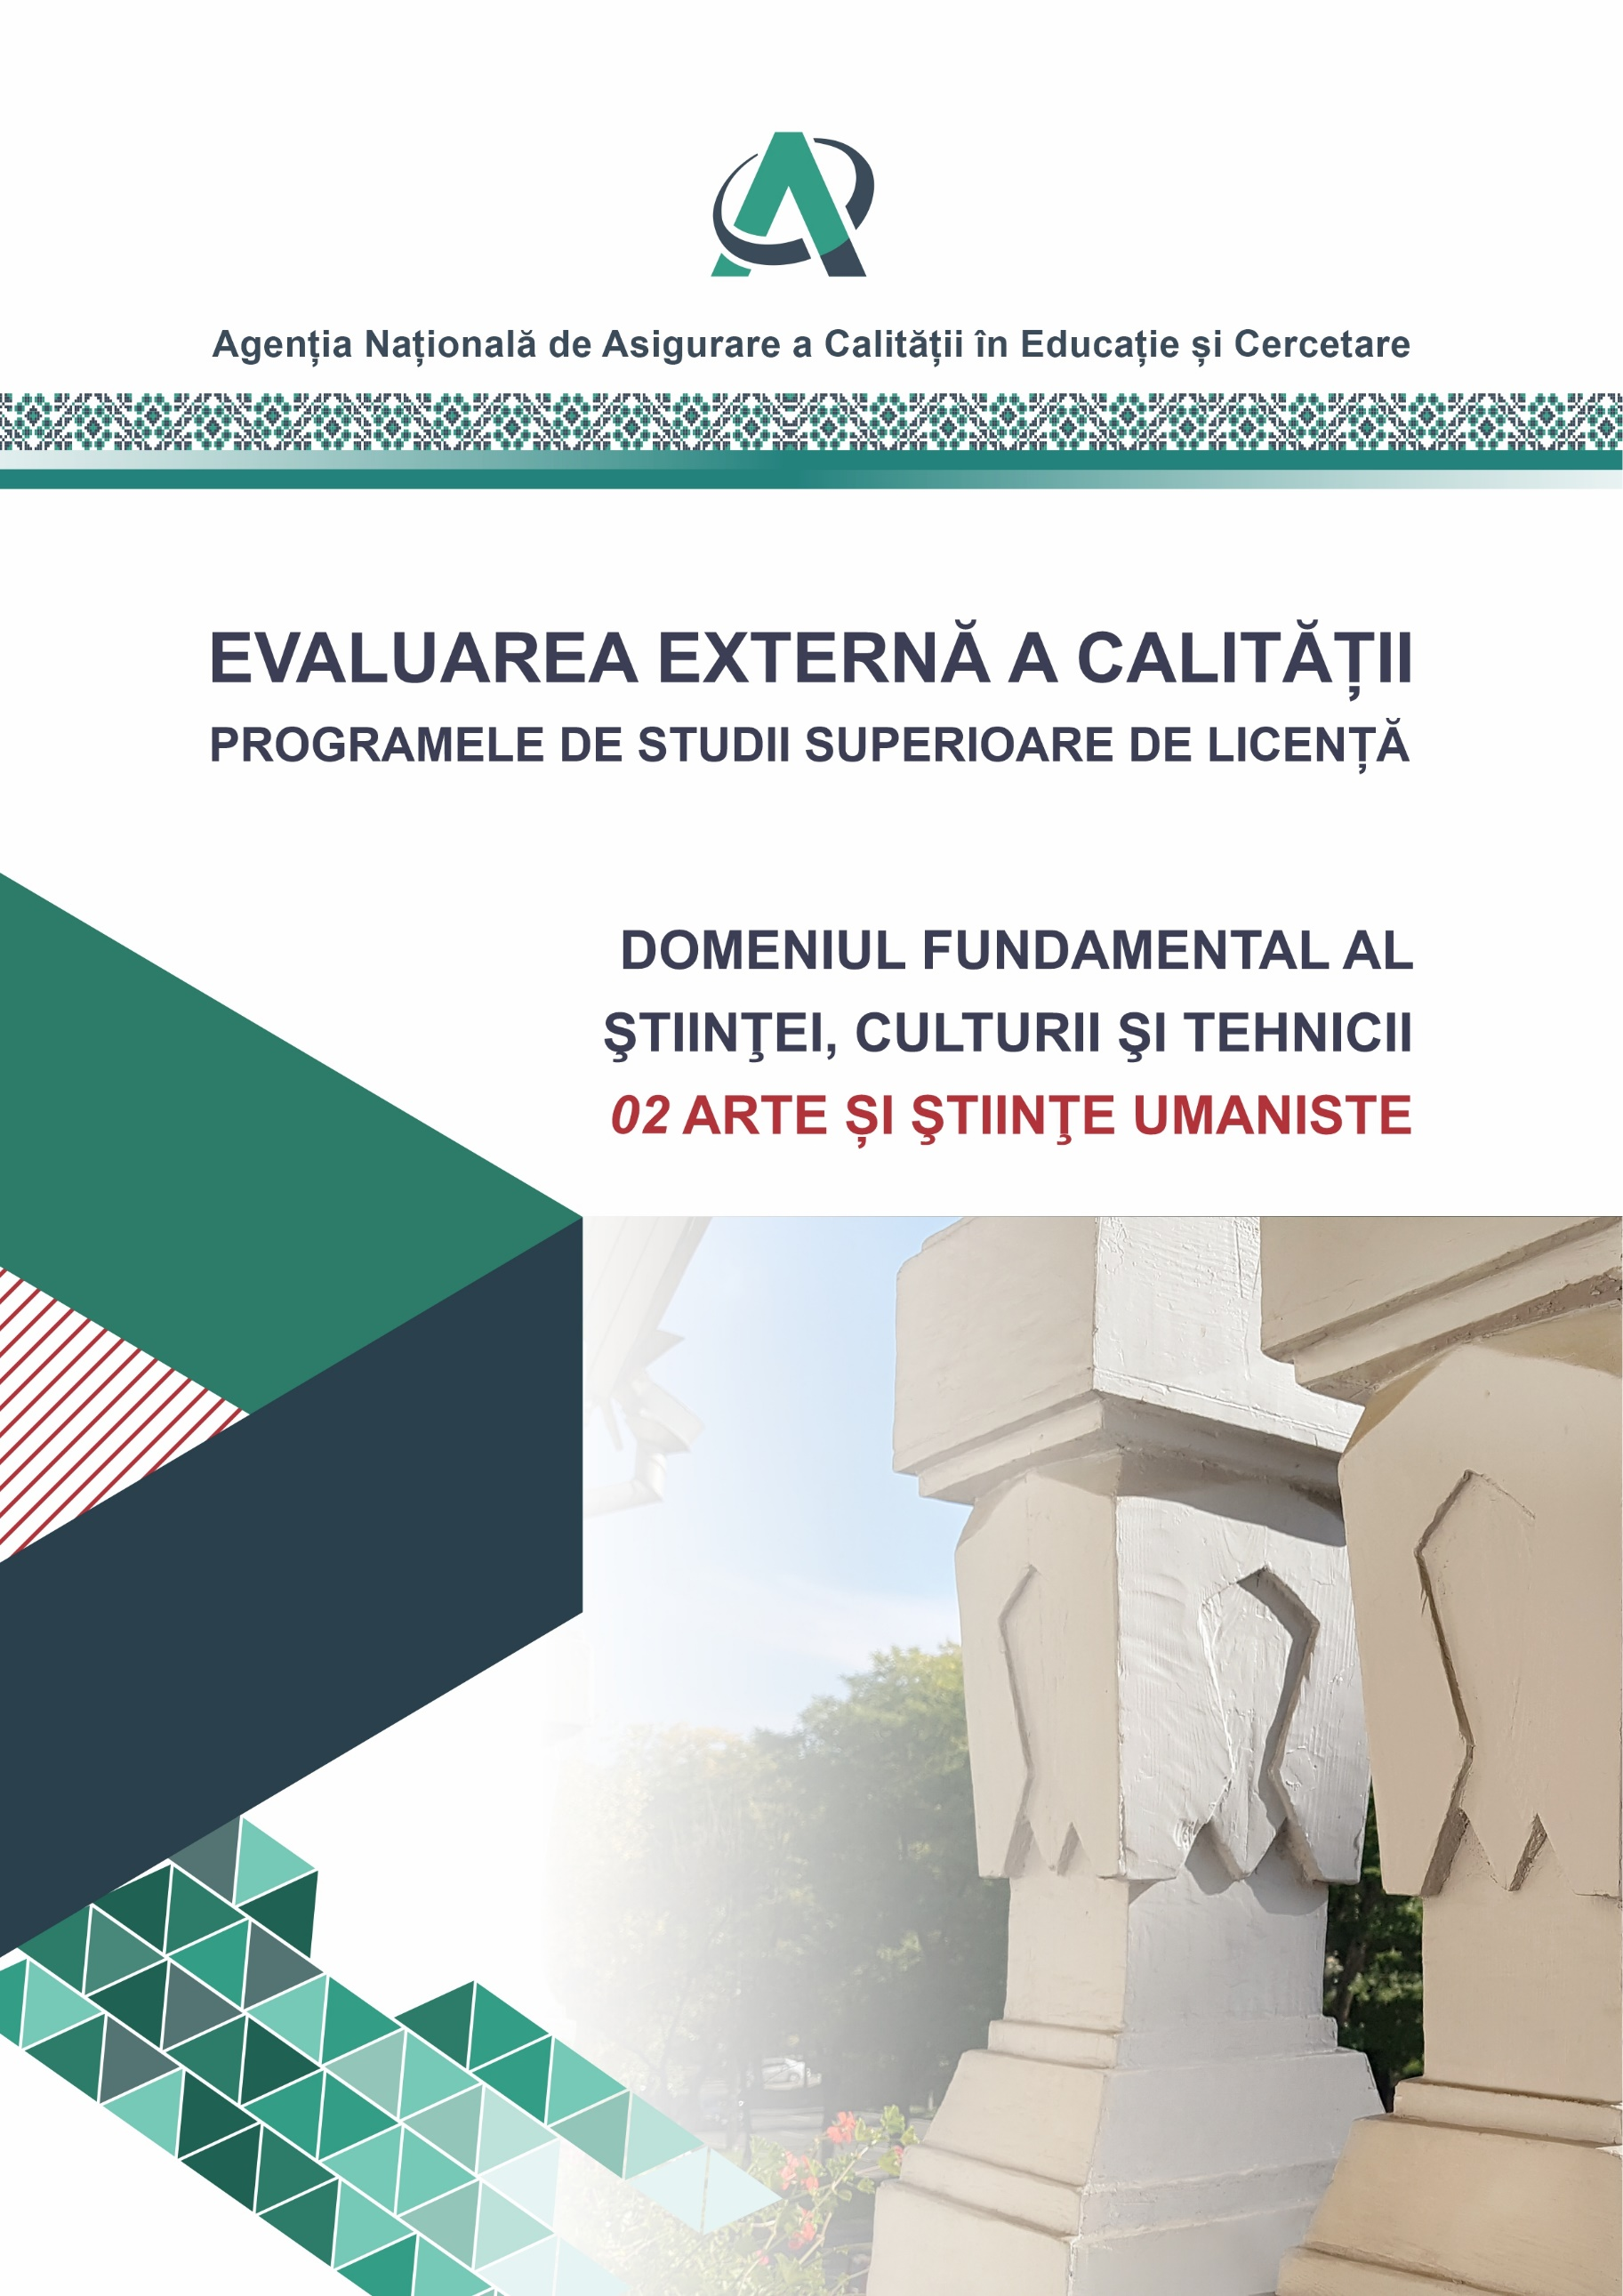 Agenția Națională de Asigurare a Calității în Educație și Cercetare
EVALUAREA EXTERNĂ A CALITĂȚII
PROGRAMELE DE STUDII SUPERIOARE DE LICENȚĂ
DOMENIUL FUNDAMENTAL AL
ŞTIINŢEI, CULTURII ŞI TEHNICII
02 ARTE ȘI ŞTIINŢE UMANISTE